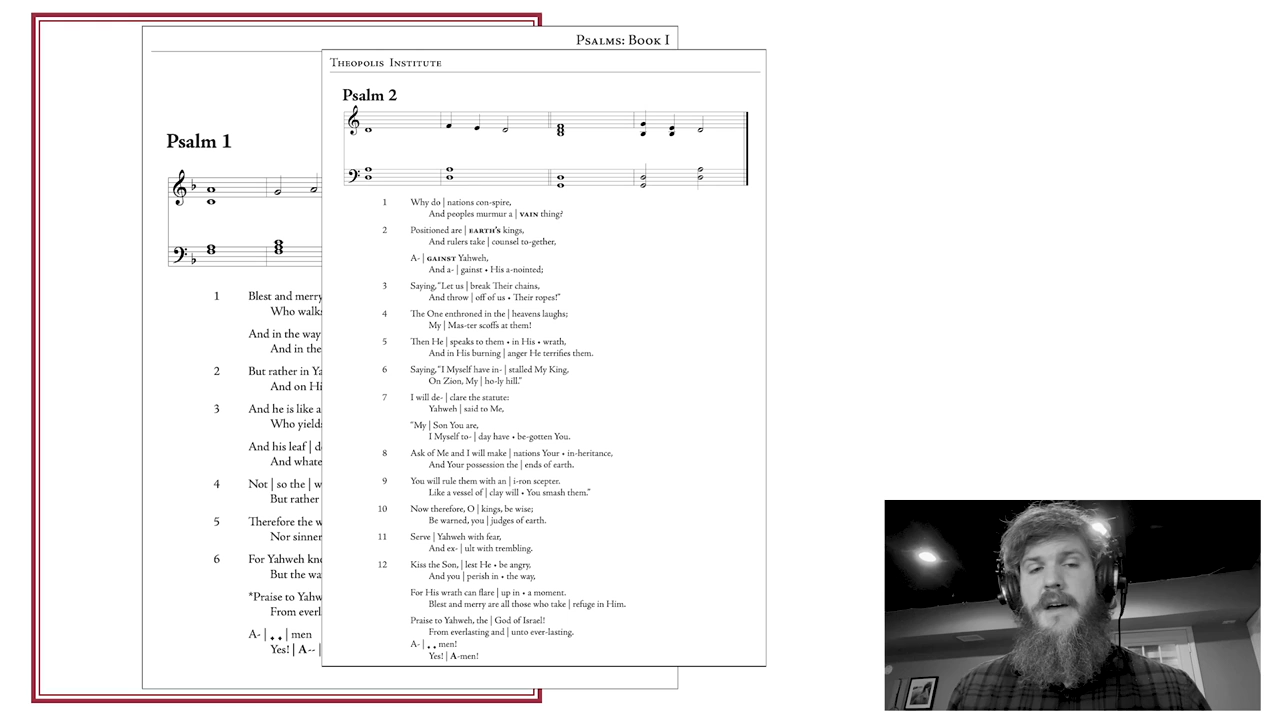 Psalms: Book I
Psalm 1
1 Blest and merry
Who walks
And in the way
And in the
2 But rather in Ya
And on Hi
3 And he is like a
Who yield
And his leaf | d
And whate
4 Not | so the | w
But rather
5 Therefore the w
Nor sinner
6 For Yahweh kno
But the wa
*Praise to Yahw
From everl
A- | • • | men
Yes! | A-- |
Theopolis Institute
Psalm 2
1 Why do | nations con-spire,
And peoples murmur a | VAIN thing?
2 Positioned are | EARTH'S kings,
And rulers take | counsel to-gether,
A- | GAINST Yahweh,
And a- | gainst • His a-nointed;
3 Saying, "Let us | break Their chains,
And throw | off of us • Their ropes!"
4 The One enthroned in the | heavens laughs;
My | Mas-ter scoffs at them!
5 Then He | speaks to them • in His • wrath,
And in His burning | anger He terrifies them.
6 Saying, "I Myself have in- | stalled My King,
On Zion, My | ho-ly hill."
7 I will de- | clare the statute:
Yahweh | said to Me,
"My | Son You are,
I Myself to- | day have • be-gotten You.
8 Ask of Me and I will make | nations Your • in-heritance,
And Your possession the | ends of earth.
9 You will rule them with an | i-ron scepter.
Like a vessel of | clay will • You smash them."
10 Now therefore, O | kings, be wise;
Be warned, you | judges of earth.
11 Serve | Yahweh with fear,
And ex- | ult with trembling.
12 Kiss the Son, | lest He • be angry,
And you | perish in • the way,
For His wrath can flare | up in • a moment.
Blest and merry are all those who take | refuge in Him.
Praise to Yahweh, the | God of Israel!
From everlasting and | unto ever-lasting.
A- | • • men!
Yes! | A-men!